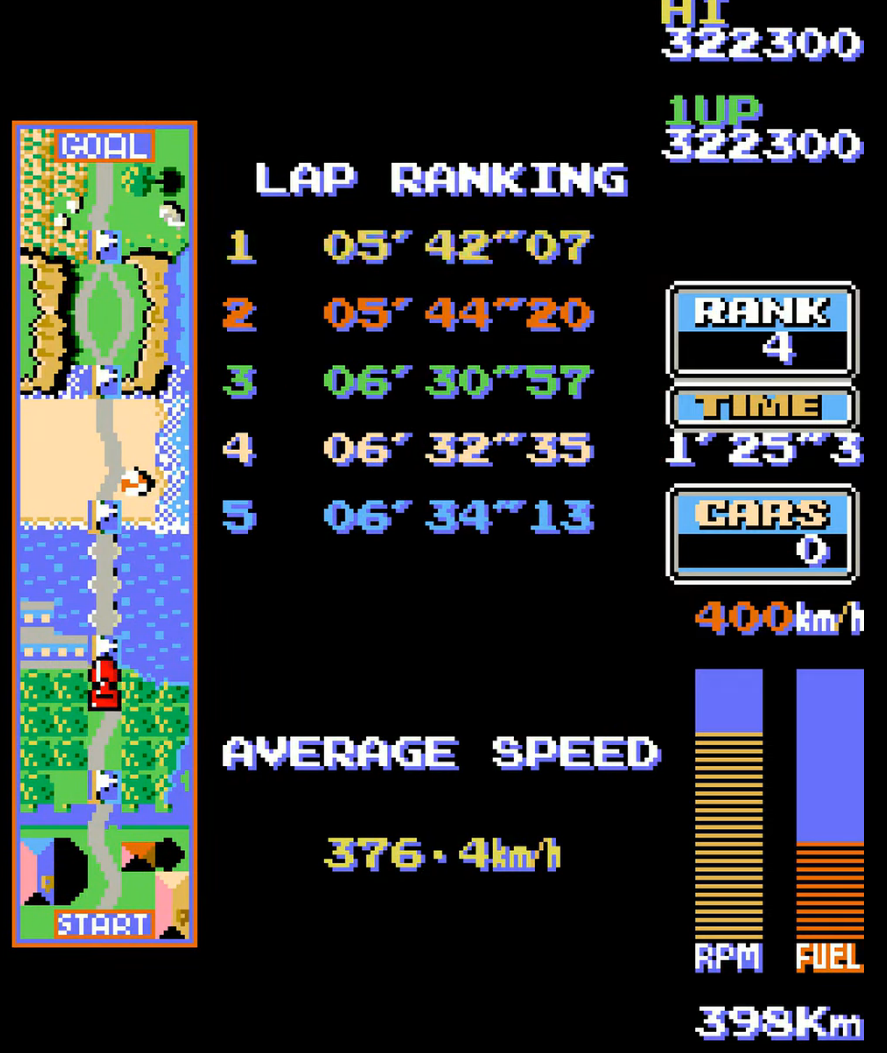 HI
322300
1UP
322300
GOAL
LAP RANKING
1 05′ 42″07
2 05′ 44″20
3 06′ 30″57
4 06′ 32″35
5 06′ 34″13
RANK
4
TIME
1′ 25″3
CARS
0
400km/h
AVERAGE SPEED
376.4km/h
START
RPM FUEL
398Km